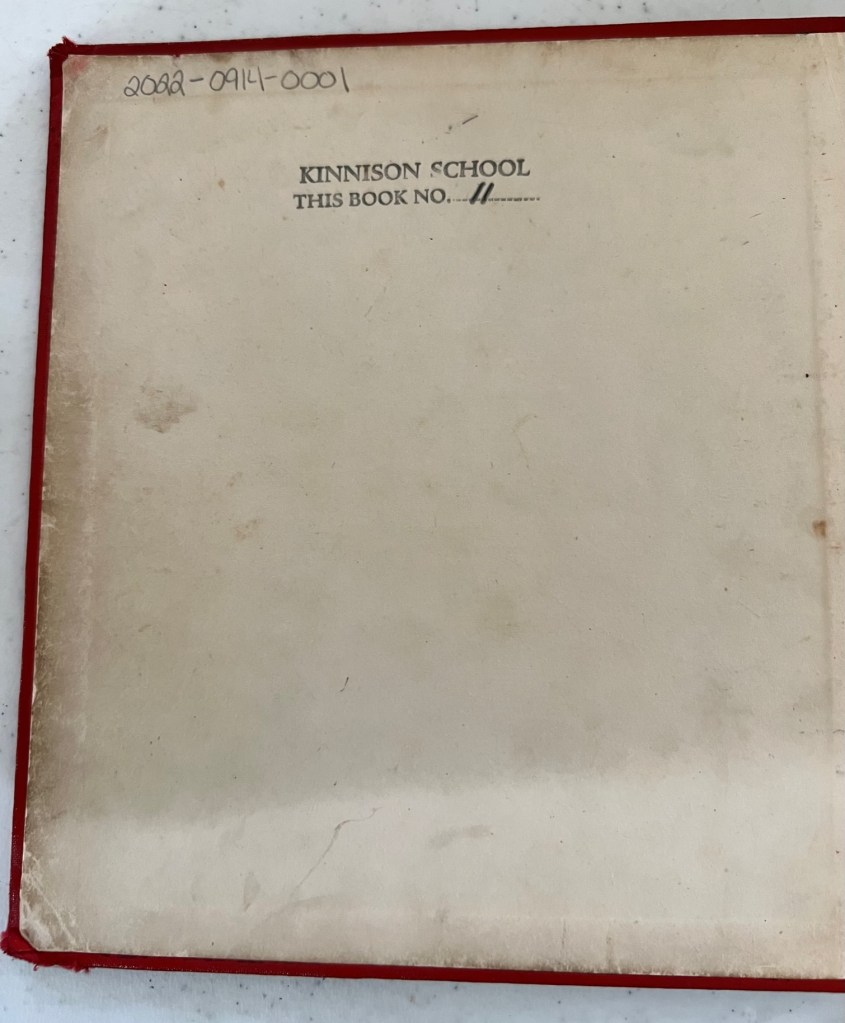 2022-0914-0001
KINNISON SCHOOL
THIS BOOK NO. 11